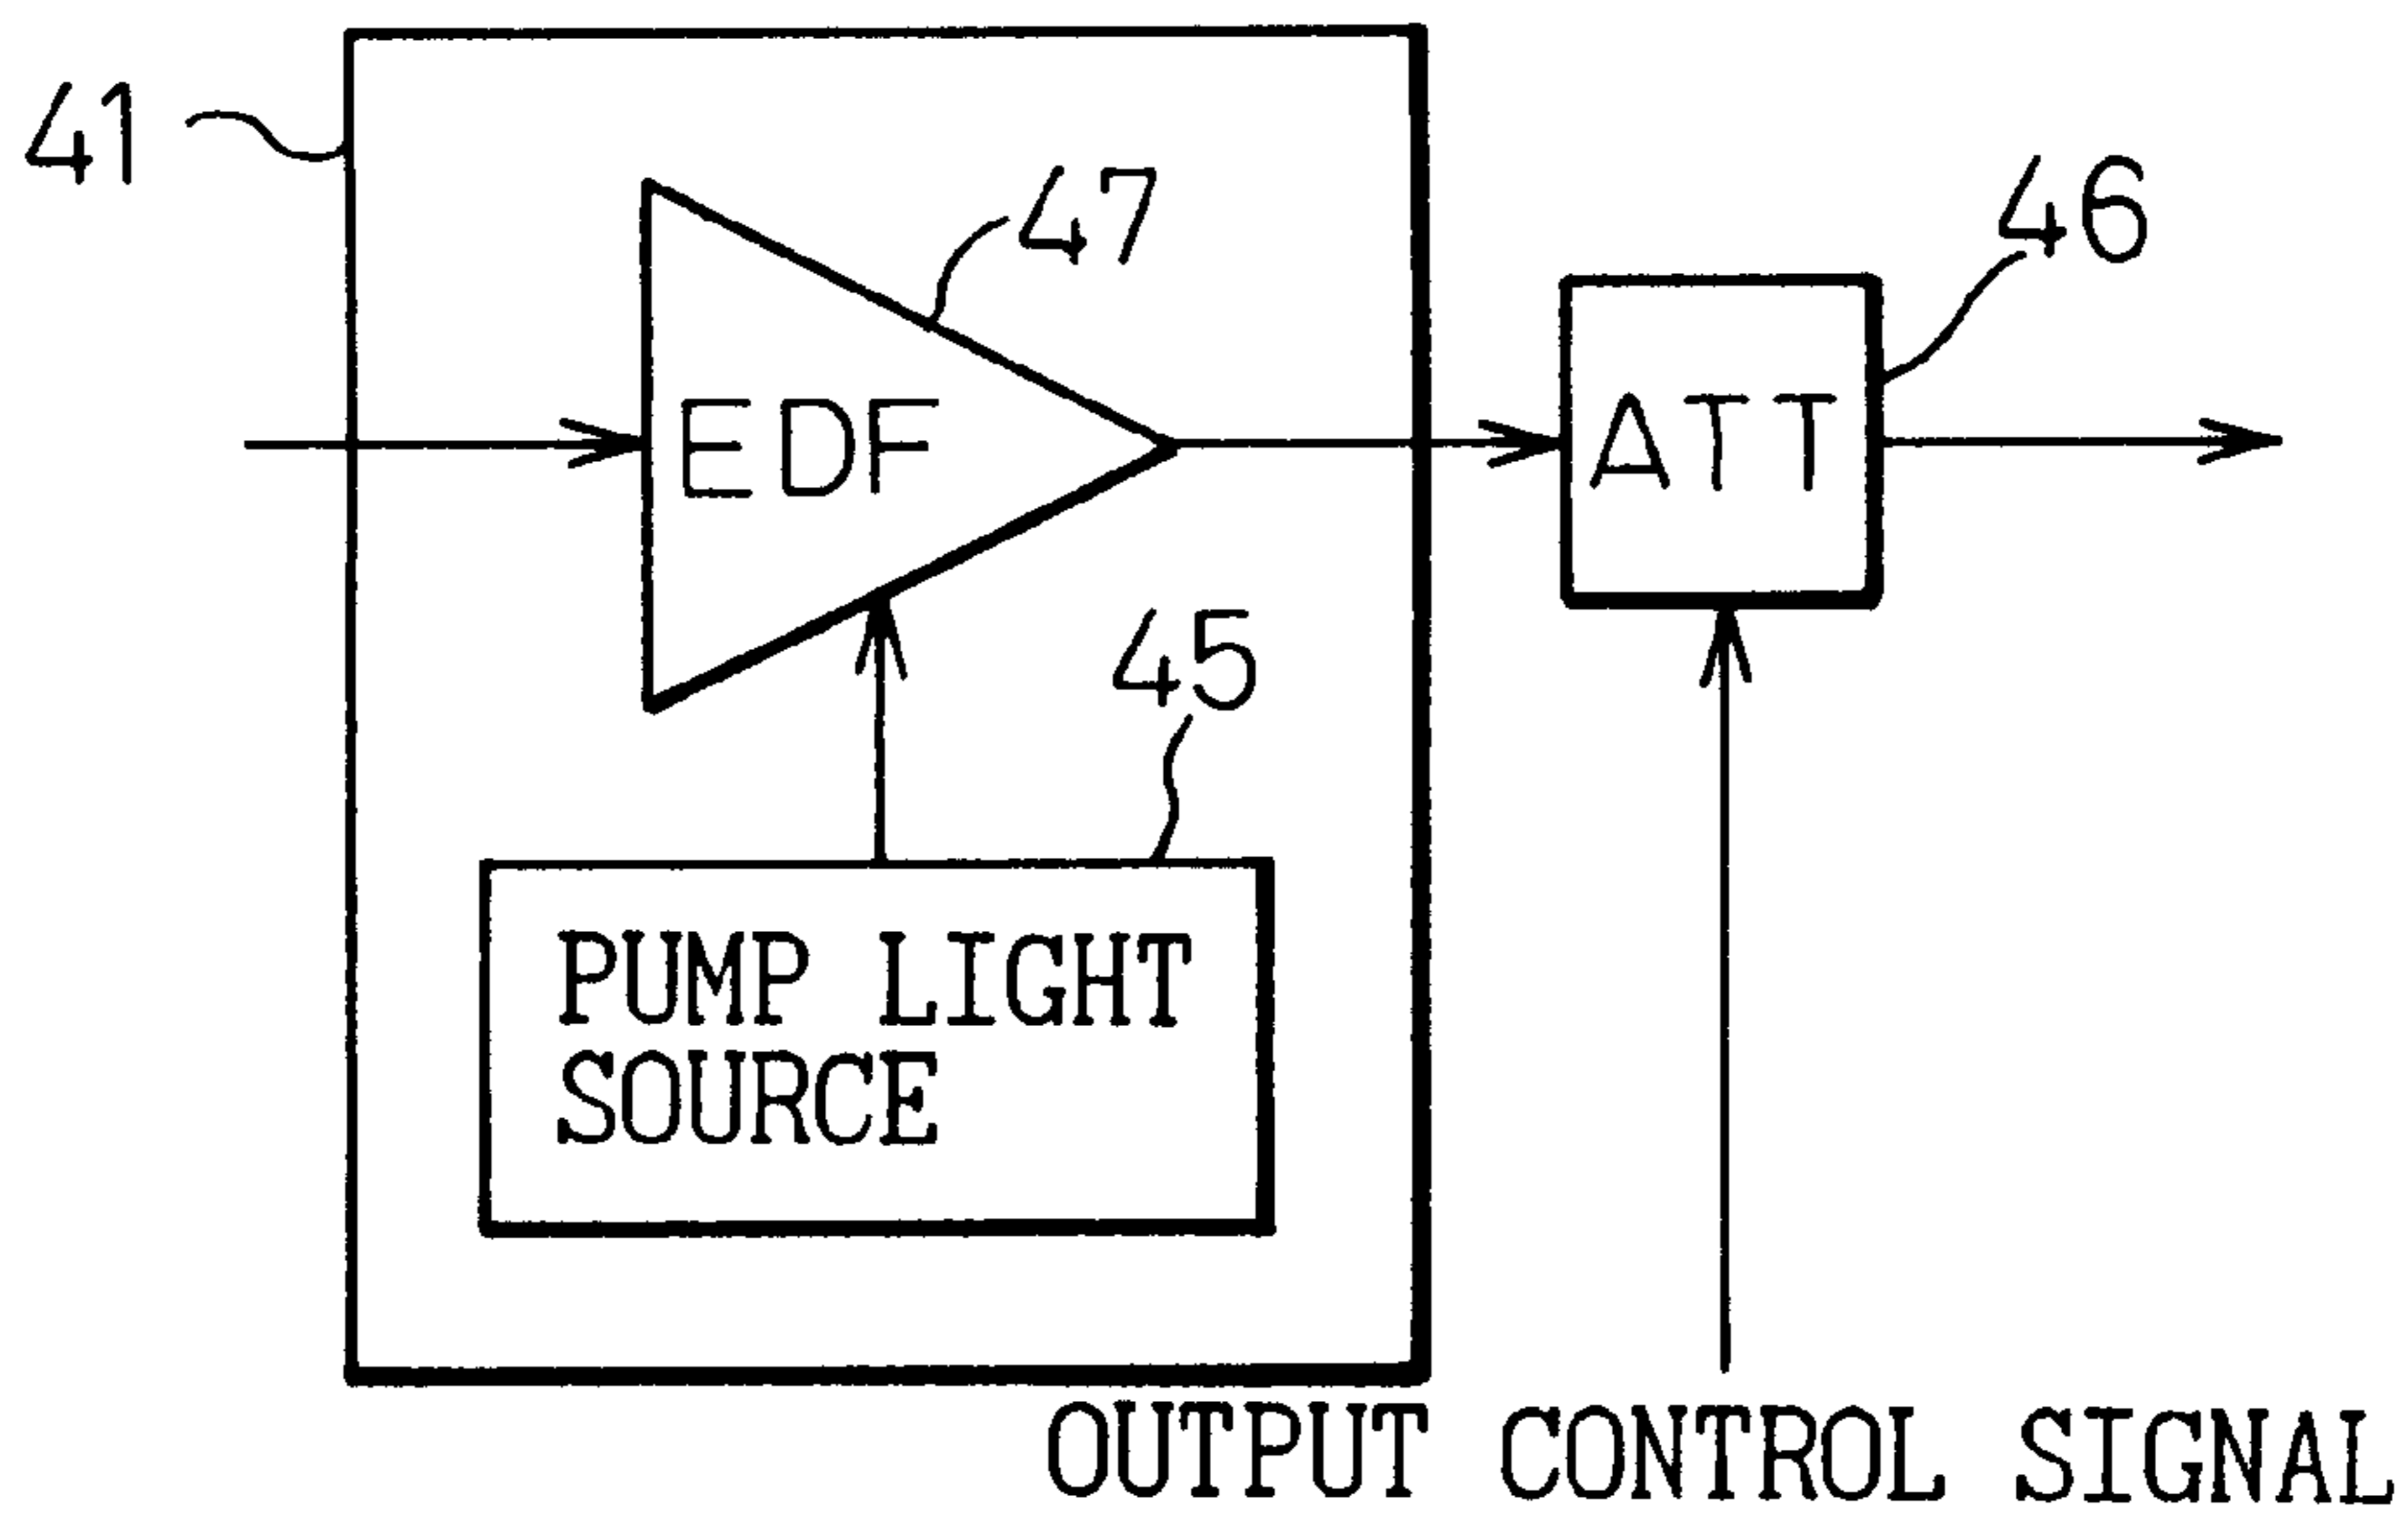 41
47
46
EDF
ATT
45
PUMP LIGHT
SOURCE
OUTPUT CONTROL SIGNAL